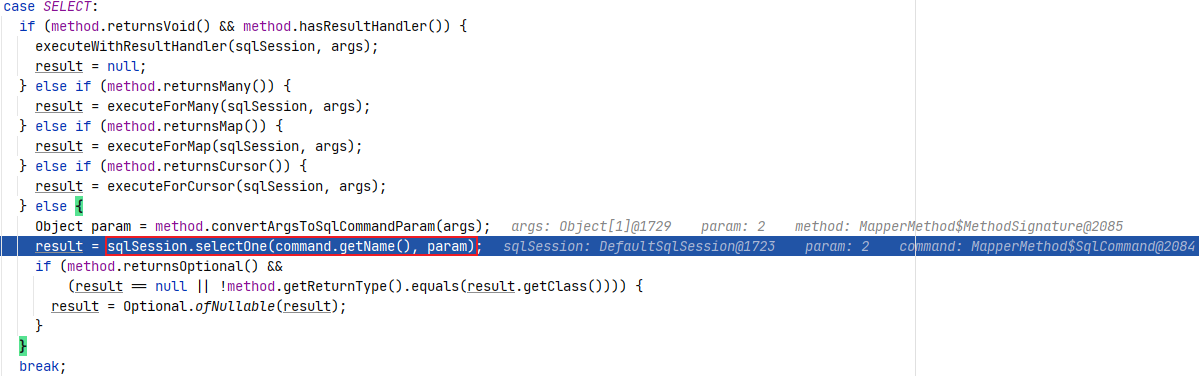 case SELECT:
  if (method.returnsVoid() && method.hasResultHandler()) {
    executeWithResultHandler(sqlSession, args);
    result = null;
  } else if (method.returnsMany()) {
    result = executeForMany(sqlSession, args);
  } else if (method.returnsMap()) {
    result = executeForMap(sqlSession, args);
  } else if (method.returnsCursor()) {
    result = executeForCursor(sqlSession, args);
  } else {
    Object param = method.convertArgsToSqlCommandParam(args);   args: Object[1]@1729    param: 2    method: MapperMethod$MethodSignature@2085
    result = sqlSession.selectOne(command.getName(), param);   sqlSession: DefaultSqlSession@1723    param: 2    command: MapperMethod$SqlCommand@2084
    if (method.returnsOptional() &&
        (result == null || !method.getReturnType().equals(result.getClass()))) {
      result = Optional.ofNullable(result);
    }
  }
  break;